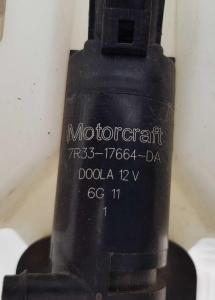 Motorcraft
7R33-17664-DA
DOOLA 12 V
6G 11
1